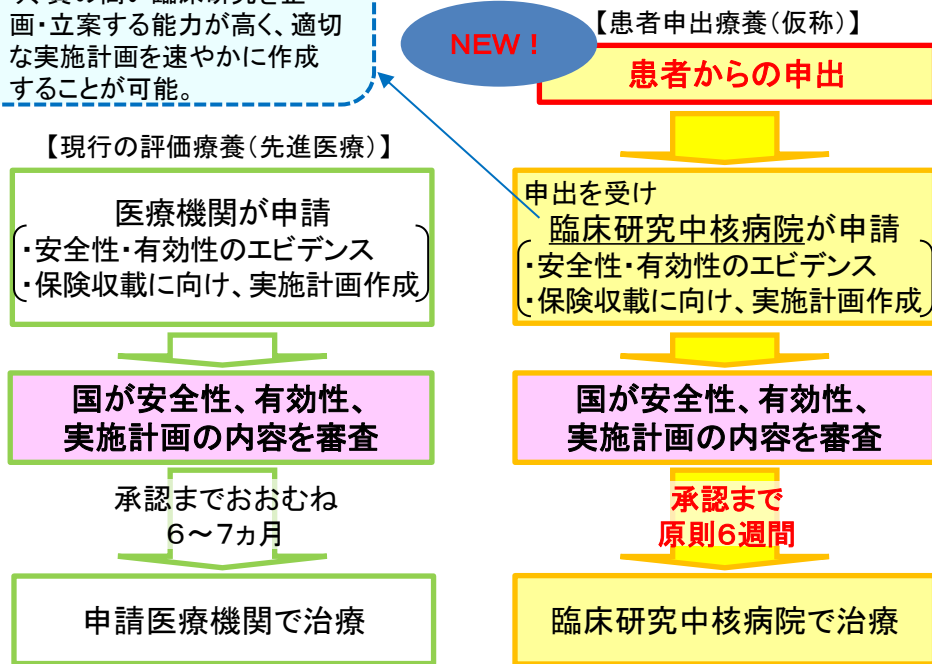 画・立案する能力が高く、適切
な実施計画を速やかに作成
することが可能。
NEW！
【患者申出療養(仮称)】
患者からの申出
【現行の評価療養(先進医療)】
医療機関が申請
・安全性・有効性のエビデンス
・保険収載に向け、実施計画作成
申出を受け
臨床研究中核病院が申請
・安全性・有効性のエビデンス
・保険収載に向け、実施計画作成
国が安全性、有効性、
実施計画の内容を審査
国が安全性、有効性、
実施計画の内容を審査
承認までおおむね
6～7ヵ月
承認まで
原則6週間
申請医療機関で治療
臨床研究中核病院で治療